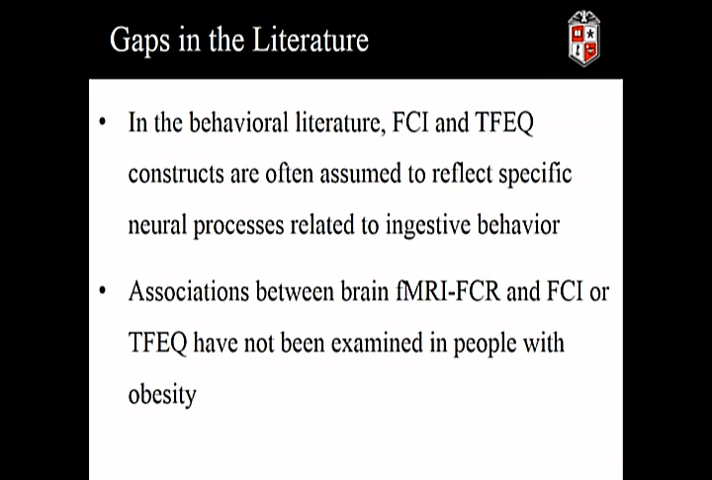 Gaps in the Literature
• In the behavioral literature, FCI and TFEQ
constructs are often assumed to reflect specific
neural processes related to ingestive behavior
• Associations between brain fMRI-FCR and FCI or
TFEQ have not been examined in people with
obesity